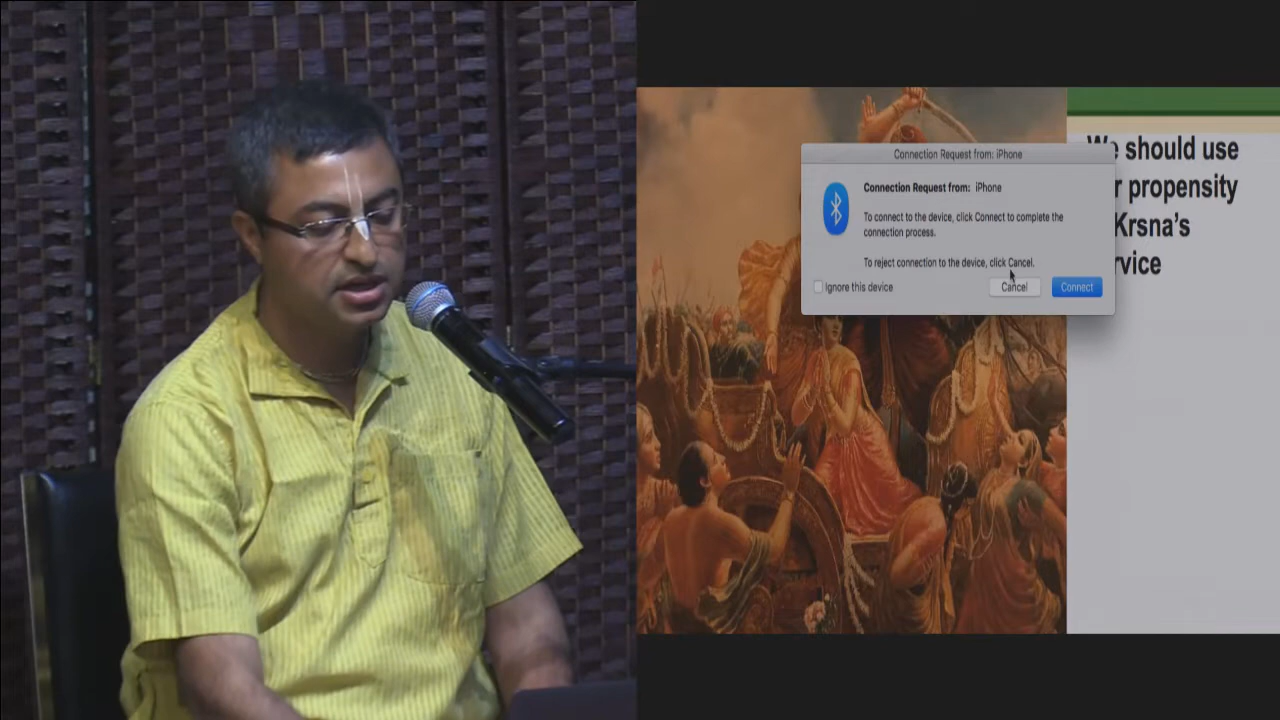 Connection Request from: iPhone
Connection Request from: iPhone
To connect to the device, click Connect to complete the
connection process.
To reject connection to the device, click Cancel.
Ignore this device
Cancel
Connect
We should use
propensity
Krsna's